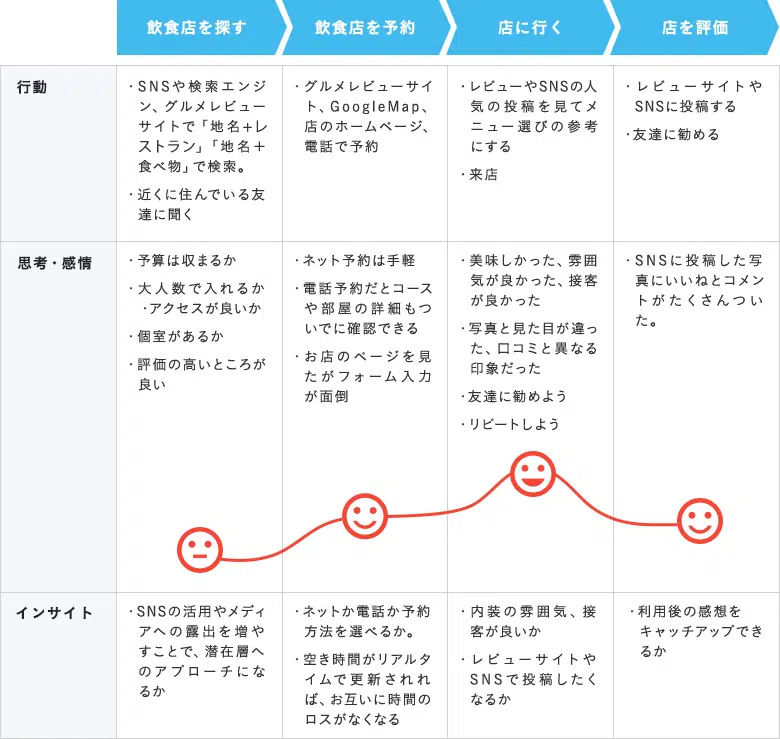 飲食店を探す
飲食店を予約
店に行く
店を評価
行動
・SNSや検索エンジ
ン、グルメレビュー
サイトで「地名+レ
ストラン」「地名+
食べ物」で検索。
・近くに住んでいる友
達に聞く
・グルメレビューサイ
ト、GoogleMap、
店のホームページ、
電話で予約
・レビューやSNSの人
気の投稿を見てメ
ニュー選びの参考
にする
・来店
・レビューサイトや
SNSに投稿する
・友達に勧める
思考・感情
・予算は収まるか
・大人数で入れるか
・アクセスが良いか
・個室があるか
・評価の高いところが
良い
・ネット予約は手軽
・電話予約だとコース
や部屋の詳細もつ
いでに確認できる
・お店のページを見
たがフォーム入力
が面倒
・美味しかった、雰囲
気が良かった、接客
が良かった
・写真と見た目が違っ
た、口コミと異なる
印象だった
・友達に勧めよう
・リピートしよう
・SNSに投稿した写
真にいいねとコメン
トがたくさんつい
た。
インサイト
・SNSの活用やメディ
アへの露出を増や
すことで、潜在層へ
のアプローチにな
るか
・ネットか電話か予約
方法を選べるか。
・空き時間がリアルタ
イムで更新されれ
ば、お互いに時間の
ロスがなくなる
・内装の雰囲気、接
客が良いか
・レビューサイトや
SNSで投稿したく
なるか
・利用後の感想を
キャッチアップでき
るか